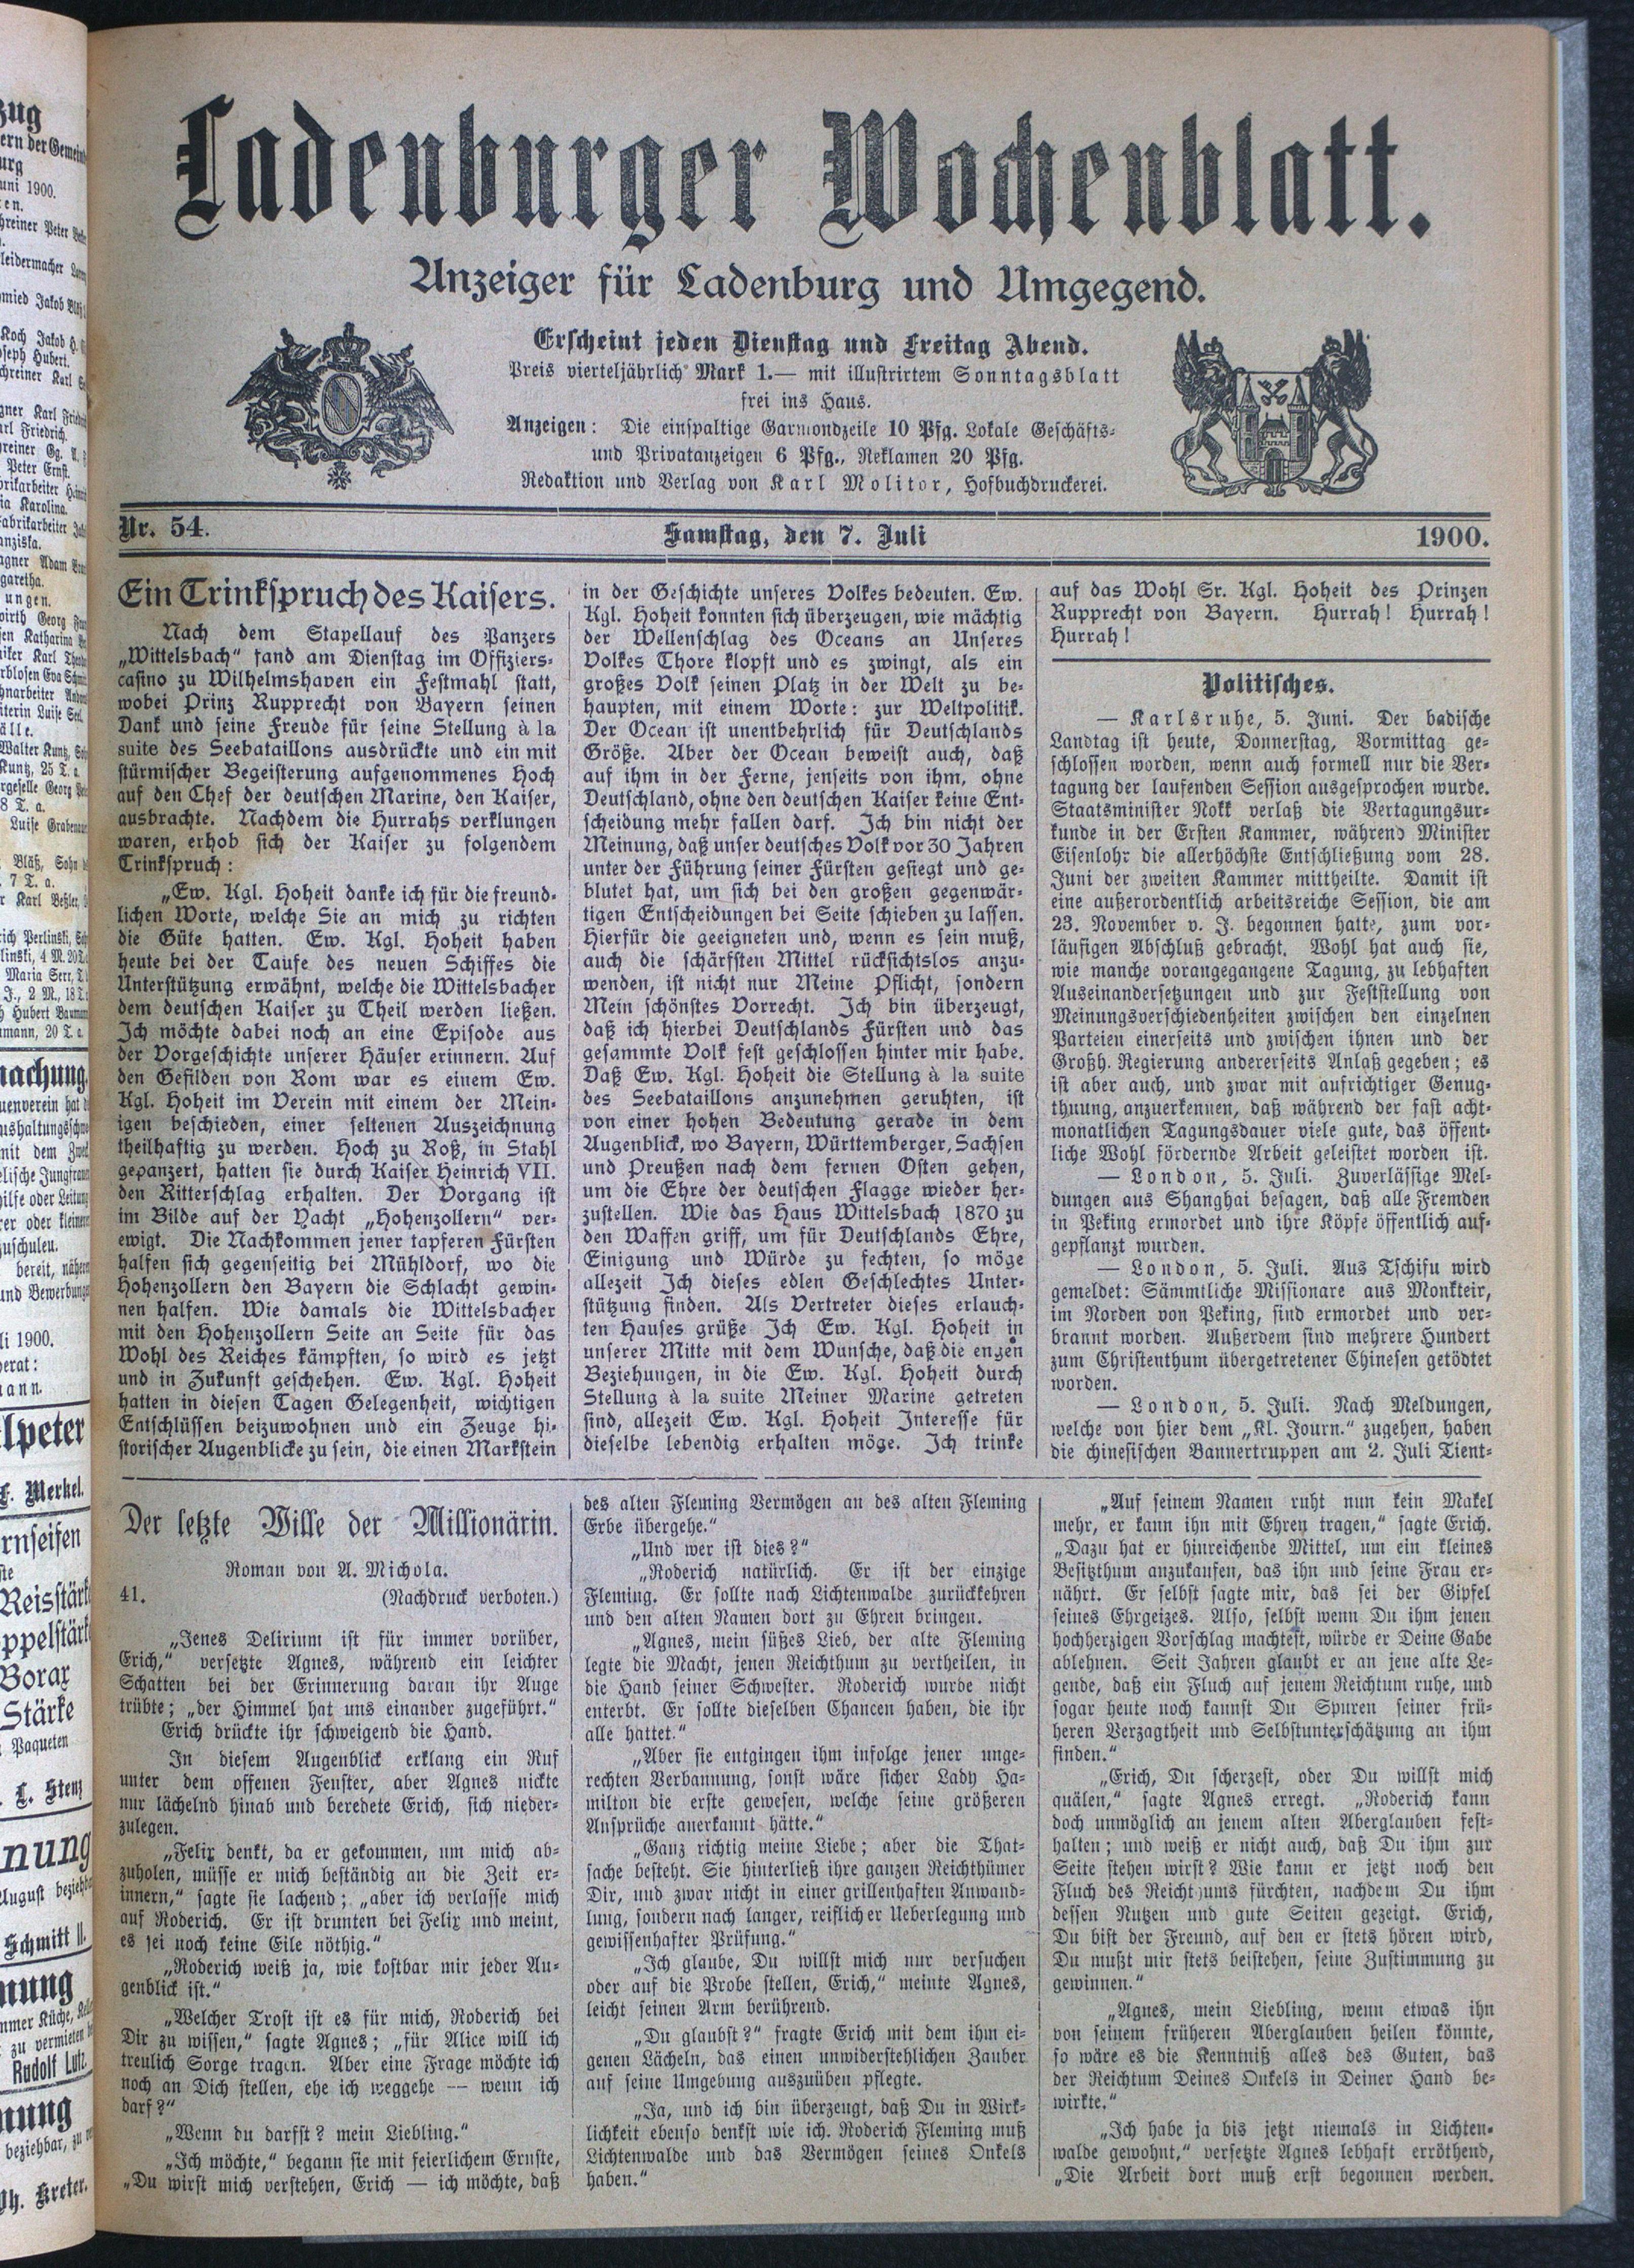 Ladenburger Wochenblatt.
Anzeiger für Ladenburg und Umgegend.
Erscheint jeden Dienstag und Freitag Abend.
Preis vierteljährlich Mark 1.— mit illustrirtem Sonntagsblatt
frei ins Haus.
Anzeigen: Die einspaltige Garmondzeile 10 Pfg. Lokale Geschäfts-
und Privatanzeigen 6 Pfg., Reklamen 20 Pfg.
Redaktion und Verlag von Karl Molitor, Hofbuchdruckerei.
Nr. 54.
Samstag, den 7. Juli
1900.
Ein Trinkspruch des Kaisers.
Nach dem Stapellauf des Panzers
„Wittelsbach“ fand am Dienstag im Offiziers-
casino zu Wilhelmshaven ein Festmahl statt,
wobei Prinz Rupprecht von Bayern seinen
Dank und seine Freude für seine Stellung à la
suite des Seebataillons ausdrückte und ein mit
stürmischer Begeisterung aufgenommenes Hoch
auf den Chef der deutschen Marine, den Kaiser,
ausbrachte. Nachdem die Hurrahs verklungen
waren, erhob sich der Kaiser zu folgendem
Trinkspruch:
„Ew. Kgl. Hoheit danke ich für die freund-
lichen Worte, welche Sie an mich zu richten
die Güte hatten. Ew. Kgl. Hoheit haben
heute bei der Taufe des neuen Schiffes die
Unterstützung erwähnt, welche die Wittelsbacher
dem deutschen Kaiser zu Theil werden ließen.
Ich möchte dabei noch an eine Episode aus
der Vorgeschichte unserer Häuser erinnern. Auf
den Gefilden von Rom war es einem Ew.
Kgl. Hoheit im Verein mit einem der Mein-
igen beschieden, einer seltenen Auszeichnung
theilhaftig zu werden. Hoch zu Roß, in Stahl
gepanzert, hatten sie durch Kaiser Heinrich VII.
den Ritterschlag erhalten. Der Vorgang ist
im Bilde auf der Yacht „Hohenzollern“ ver-
ewigt. Die Nachkommen jener tapferen Fürsten
halfen sich gegenseitig bei Mühldorf, wo die
Hohenzollern den Bayern die Schlacht gewin-
nen halfen. Wie damals die Wittelsbacher
mit den Hohenzollern Seite an Seite für das
Wohl des Reiches kämpften, so wird es jetzt
und in Zukunft geschehen. Ew. Kgl. Hoheit
hatten in diesen Tagen Gelegenheit, wichtigen
Entschlüssen beizuwohnen und ein Zeuge hi-
storischer Augenblicke zu sein, die einen Markstein
in der Geschichte unseres Volkes bedeuten. Ew.
Kgl. Hoheit konnten sich überzeugen, wie mächtig
der Wellenschlag des Oceans an Unseres
Volkes Thore klopft und es zwingt, als ein
großes Volk seinen Platz in der Welt zu be-
haupten, mit einem Worte: zur Weltpolitik.
Der Ocean ist unentbehrlich für Deutschlands
Größe. Aber der Ocean beweist auch, daß
auf ihm in der Ferne, jenseits von ihm, ohne
Deutschland, ohne den deutschen Kaiser keine Ent-
scheidung mehr fallen darf. Ich bin nicht der
Meinung, daß unser deutsches Volk vor 30 Jahren
unter der Führung seiner Fürsten gesiegt und ge-
blutet hat, um sich bei den großen gegenwär-
tigen Entscheidungen bei Seite schieben zu lassen.
Hierfür die geeigneten und, wenn es sein muß,
auch die schärfsten Mittel rücksichtslos anzu-
wenden, ist nicht nur Meine Pflicht, sondern
Mein schönstes Vorrecht. Ich bin überzeugt,
daß ich hierbei Deutschlands Fürsten und das
gesammte Volk fest geschlossen hinter mir habe.
Daß Ew. Kgl. Hoheit die Stellung à la suite
des Seebataillons anzunehmen geruhten, ist
von einer hohen Bedeutung gerade in dem
Augenblick, wo Bayern, Württemberger, Sachsen
und Preußen nach dem fernen Osten gehen,
um die Ehre der deutschen Flagge wieder her-
zustellen. Wie das Haus Wittelsbach 1870 zu
den Waffen griff, um für Deutschlands Ehre,
Einigung und Würde zu fechten, so möge
allezeit Ich dieses edlen Geschlechtes Unter-
stützung finden. Als Vertreter dieses erlauch-
ten Hauses grüße Ich Ew. Kgl. Hoheit in
unserer Mitte mit dem Wunsche, daß die engen
Beziehungen, in die Ew. Kgl. Hoheit durch
Stellung à la suite Meiner Marine getreten
sind, allezeit Ew. Kgl. Hoheit Interesse für
dieselbe lebendig erhalten möge. Ich trinke
auf das Wohl Sr. Kgl. Hoheit des Prinzen
Rupprecht von Bayern. Hurrah! Hurrah!
Hurrah!
Politisches.
— Karlsruhe, 5. Juni. Der badische
Landtag ist heute, Donnerstag, Vormittag ge-
schlossen worden, wenn auch formell nur die Ver-
tagung der laufenden Session ausgesprochen wurde.
Staatsminister Nokk verlaß die Vertagungsur-
kunde in der Ersten Kammer, während Minister
Eisenlohr die allerhöchste Entschließung vom 28.
Juni der zweiten Kammer mittheilte. Damit ist
eine außerordentlich arbeitsreiche Session, die am
23. November v. J. begonnen hatte, zum vor-
läufigen Abschluß gebracht. Wohl hat auch sie,
wie manche vorangegangene Tagung, zu lebhaften
Auseinandersetzungen und zur Feststellung von
Meinungsverschiedenheiten zwischen den einzelnen
Parteien einerseits und zwischen ihnen und der
Großh. Regierung andererseits Anlaß gegeben; es
ist aber auch, und zwar mit aufrichtiger Genug-
thuung, anzuerkennen, daß während der fast acht-
monatlichen Tagungsdauer viele gute, das öffent-
liche Wohl fördernde Arbeit geleistet worden ist.
— London, 5. Juli. Zuverlässige Mel-
dungen aus Shanghai besagen, daß alle Fremden
in Peking ermordet und ihre Köpfe öffentlich auf-
gepflanzt wurden.
— London, 5. Juli. Aus Tschifu wird
gemeldet: Sämmtliche Missionare aus Monkteir,
im Norden von Peking, sind ermordet und ver-
brannt worden. Außerdem sind mehrere Hundert
zum Christenthum übergetretener Chinesen getödtet
worden.
— London, 5. Juli. Nach Meldungen,
welche von hier dem „Kl. Journ.“ zugehen, haben
die chinesischen Bannertruppen am 2. Juli Tient-
Der letzte Wille der Millionärin.
Roman von A. Michola.
41.
(Nachdruck verboten.)
„Jenes Delirium ist für immer vorüber,
Erich,“ versetzte Agnes, während ein leichter
Schatten bei der Erinnerung daran ihr Auge
trübte; „der Himmel hat uns einander zugeführt.“
Erich drückte ihr schweigend die Hand.
In diesem Augenblick erklang ein Ruf
unter dem offenen Fenster, aber Agnes nickte
nur lächelnd hinab und beredete Erich, sich nieder-
zulegen.
„Felix denkt, da er gekommen, um mich ab-
zuholen, müsse er mich beständig an die Zeit er-
innern,“ sagte sie lachend; „aber ich verlasse mich
auf Roderich. Er ist drunten bei Felix und meint,
es sei noch keine Eile nöthig.“
„Roderich weiß ja, wie kostbar mir jeder Au-
genblick ist.“
„Welcher Trost ist es für mich, Roderich bei
Dir zu wissen,“ sagte Agnes; „für Alice will ich
treulich Sorge tragen. Aber eine Frage möchte ich
noch an Dich stellen, ehe ich weggehe — wenn ich
darf?“
„Wenn du darfst? mein Liebling.“
„Ich möchte,“ begann sie mit feierlichem Ernste,
„Du wirst mich verstehen, Erich — ich möchte, daß
des alten Fleming Vermögen an des alten Fleming
Erbe übergehe.“
„Und wer ist dies?“
„Roderich natürlich. Er ist der einzige
Fleming. Er sollte nach Lichtenwalde zurückkehren
und den alten Namen dort zu Ehren bringen.
„Agnes, mein süßes Lieb, der alte Fleming
legte die Macht, jenen Reichthum zu vertheilen, in
die Hand seiner Schwester. Roderich wurde nicht
enterbt. Er sollte dieselben Chancen haben, die ihr
alle hattet.“
„Aber sie entgingen ihm infolge jener unge-
rechten Verbannung, sonst wäre sicher Lady Ha-
milton die erste gewesen, welche seine größeren
Ansprüche anerkannt hätte.“
„Ganz richtig meine Liebe; aber die That-
sache besteht. Sie hinterließ ihre ganzen Reichthümer
Dir, und zwar nicht in einer grillenhaften Anwand-
lung, sondern nach langer, reiflicher Ueberlegung und
gewissenhafter Prüfung.“
„Ich glaube, Du willst mich nur versuchen
oder auf die Probe stellen, Erich,“ meinte Agnes,
leicht seinen Arm berührend.
„Du glaubst?“ fragte Erich mit dem ihm ei-
genen Lächeln, das einen unwiderstehlichen Zauber
auf seine Umgebung auszuüben pflegte.
„Ja, und ich bin überzeugt, daß Du in Wirk-
lichkeit ebenso denkst wie ich. Roderich Fleming muß
Lichtenwalde und das Vermögen seines Onkels
haben.“
„Auf seinem Namen ruht nun kein Makel
mehr, er kann ihn mit Ehren tragen,“ sagte Erich.
„Dazu hat er hinreichende Mittel, um ein kleines
Besitzthum anzukaufen, das ihn und seine Frau er-
nährt. Er selbst sagte mir, das sei der Gipfel
seines Ehrgeizes. Also, selbst wenn Du ihm jenen
hochherzigen Vorschlag machtest, würde er Deine Gabe
ablehnen. Seit Jahren glaubt er an jene alte Le-
gende, daß ein Fluch auf jenem Reichtum ruhe, und
sogar heute noch kannst Du Spuren seiner frü-
heren Verzagtheit und Selbstunterschätzung an ihm
finden.“
„Erich, Du scherzest, oder Du willst mich
quälen,“ sagte Agnes erregt. „Roderich kann
doch unmöglich an jenem alten Aberglauben fest-
halten; und weiß er nicht auch, daß Du ihm zur
Seite stehen wirst? Wie kann er jetzt noch den
Fluch des Reichthums fürchten, nachdem Du ihm
dessen Nutzen und gute Seiten gezeigt. Erich,
Du bist der Freund, auf den er stets hören wird,
Du mußt mir stets beistehen, seine Zustimmung zu
gewinnen.“
„Agnes, mein Liebling, wenn etwas ihn
von seinem früheren Aberglauben heilen könnte,
so wäre es die Kenntniß alles des Guten, das
der Reichtum Deines Onkels in Deiner Hand be-
wirkte.“
„Ich habe ja bis jetzt niemals in Lichten-
walde gewohnt,“ versetzte Agnes lebhaft erröthend,
„Die Arbeit dort muß erst begonnen werden.